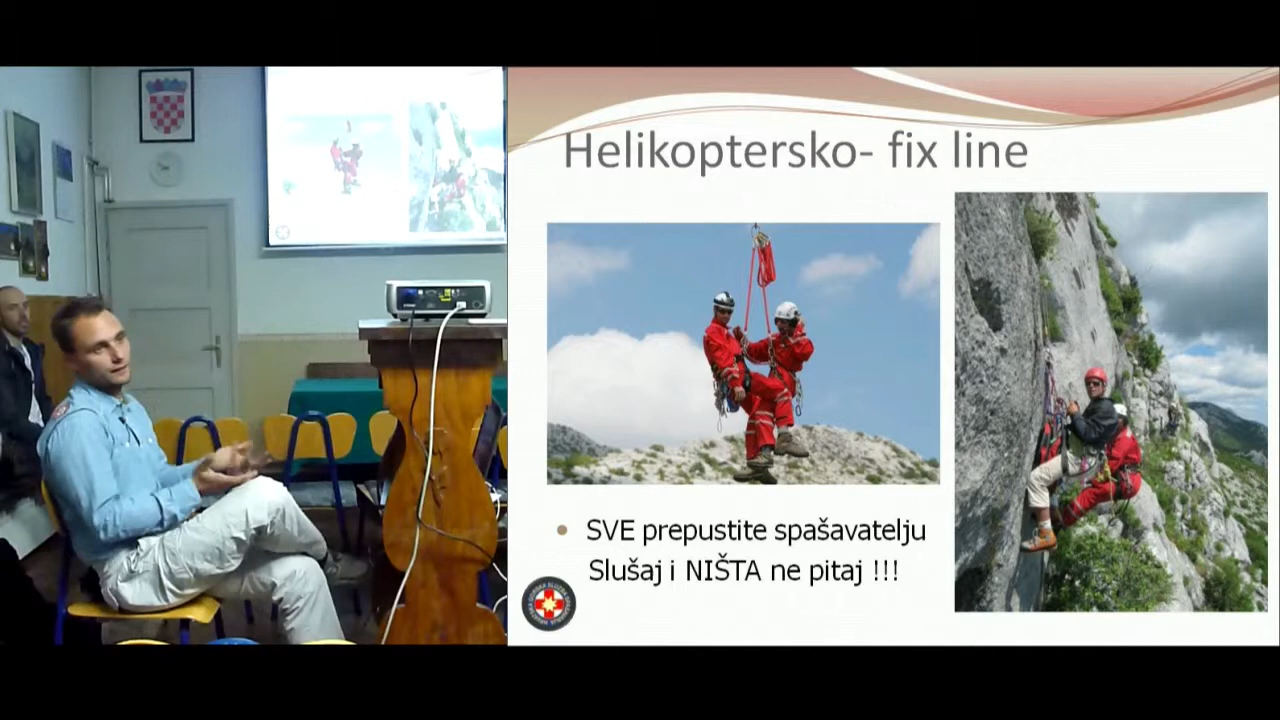 Helikoptersko- fix line
SVE prepustite spašavatelju
Slušaj i NIŠTA ne pitaj !!!